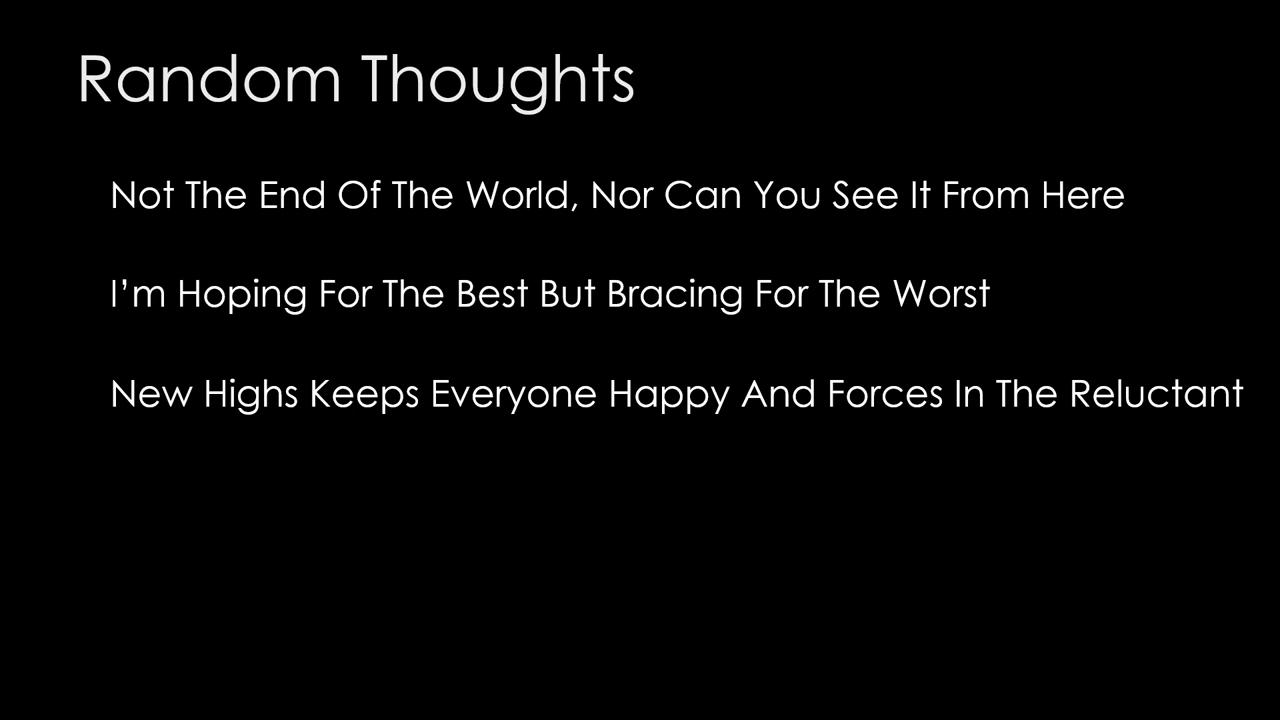 Random Thoughts
Not The End Of The World, Nor Can You See It From Here
I’m Hoping For The Best But Bracing For The Worst
New Highs Keeps Everyone Happy And Forces In The Reluctant